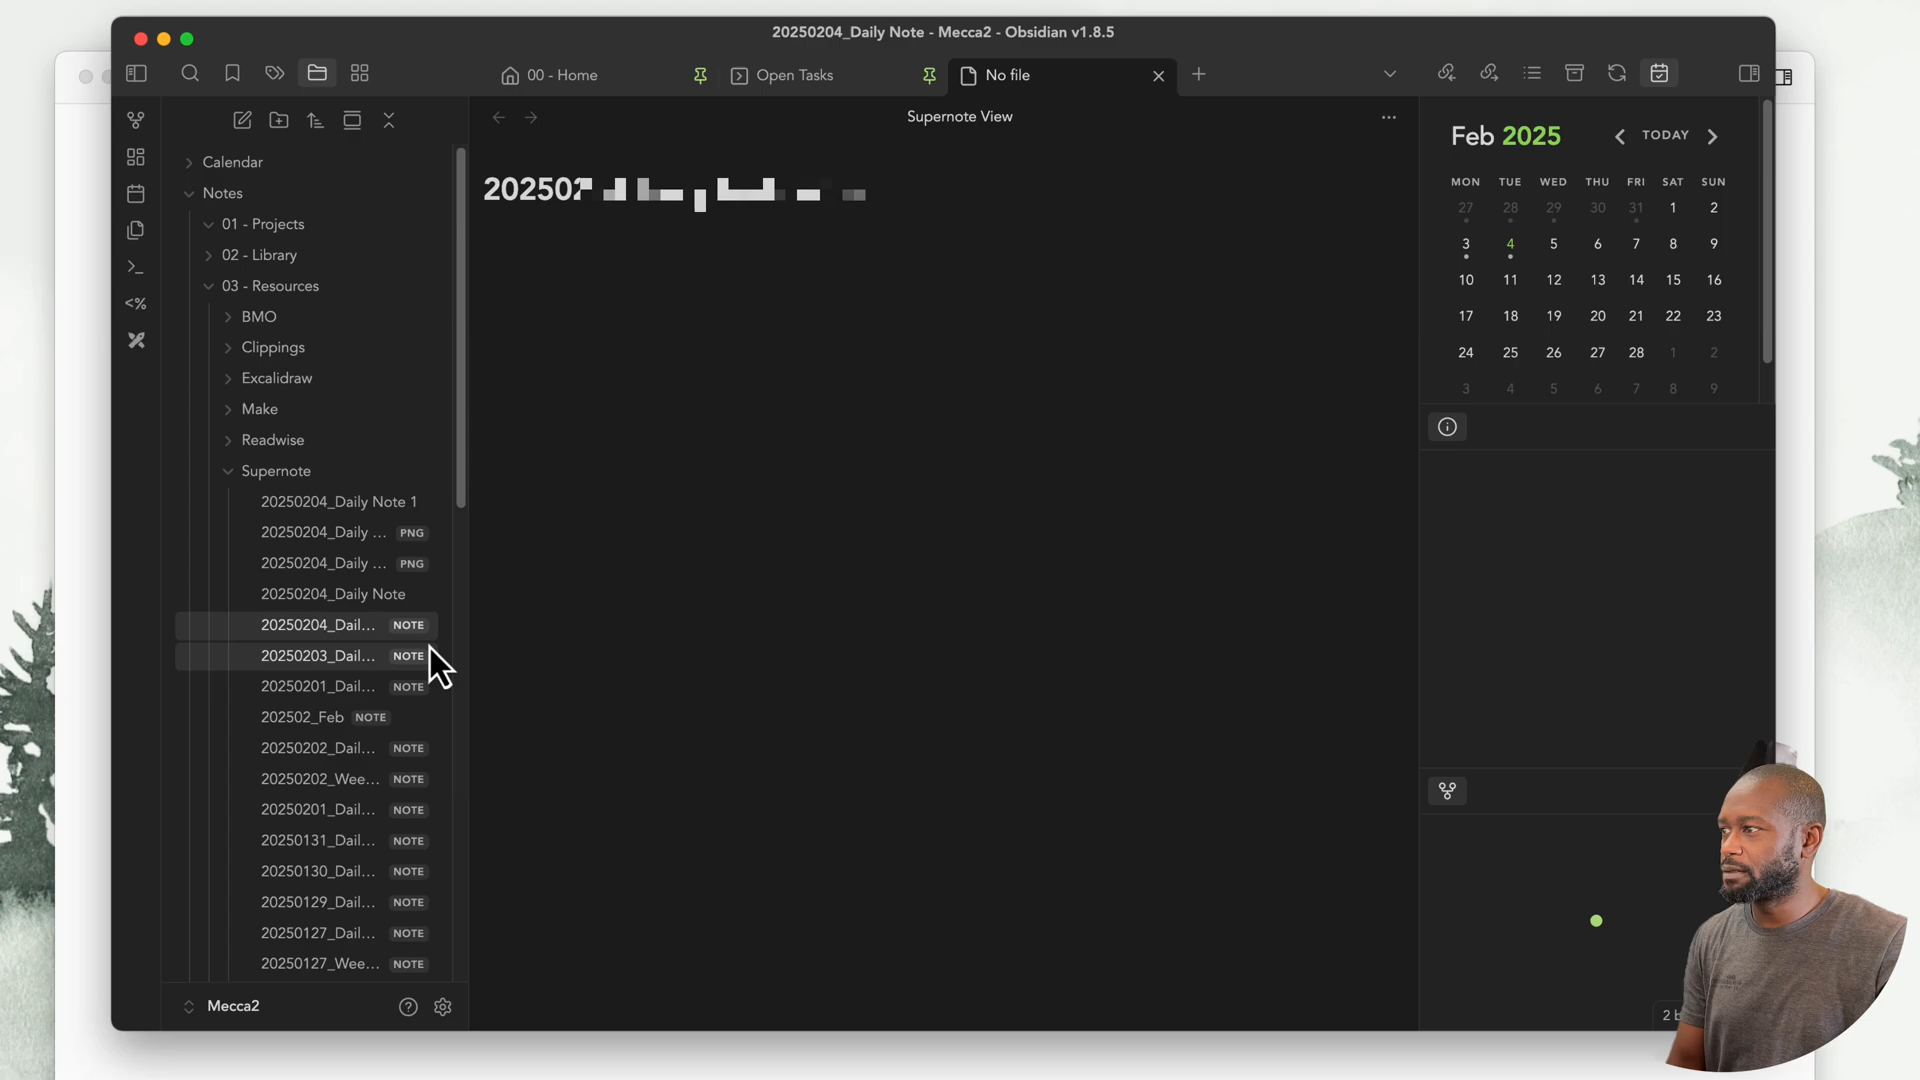 20250204_Daily Note - Mecca2 - Obsidian v1.8.5
00 - Home
Open Tasks
No file
Supernote View
Calendar
Notes
01 - Projects
02 - Library
03 - Resources
BMO
Clippings
Excalidraw
Make
Readwise
Supernote
20250204_Daily Note 1
20250204_Daily ... PNG
20250204_Daily ... PNG
20250204_Daily Note
20250204_Dail... NOTE
20250203_Dail... NOTE
20250201_Dail... NOTE
202502_Feb NOTE
20250202_Dail... NOTE
20250202_Wee... NOTE
20250201_Dail... NOTE
20250131_Dail... NOTE
20250130_Dail... NOTE
20250129_Dail... NOTE
20250127_Dail... NOTE
20250127_Wee... NOTE
Mecca2
Feb 2025
TODAY
MON TUE WED THU FRI SAT SUN
27 28 29 30 31 1 2
3 4 5 6 7 8 9
10 11 12 13 14 15 16
17 18 19 20 21 22 23
24 25 26 27 28 1 2
3 4 5 6 7 8 9